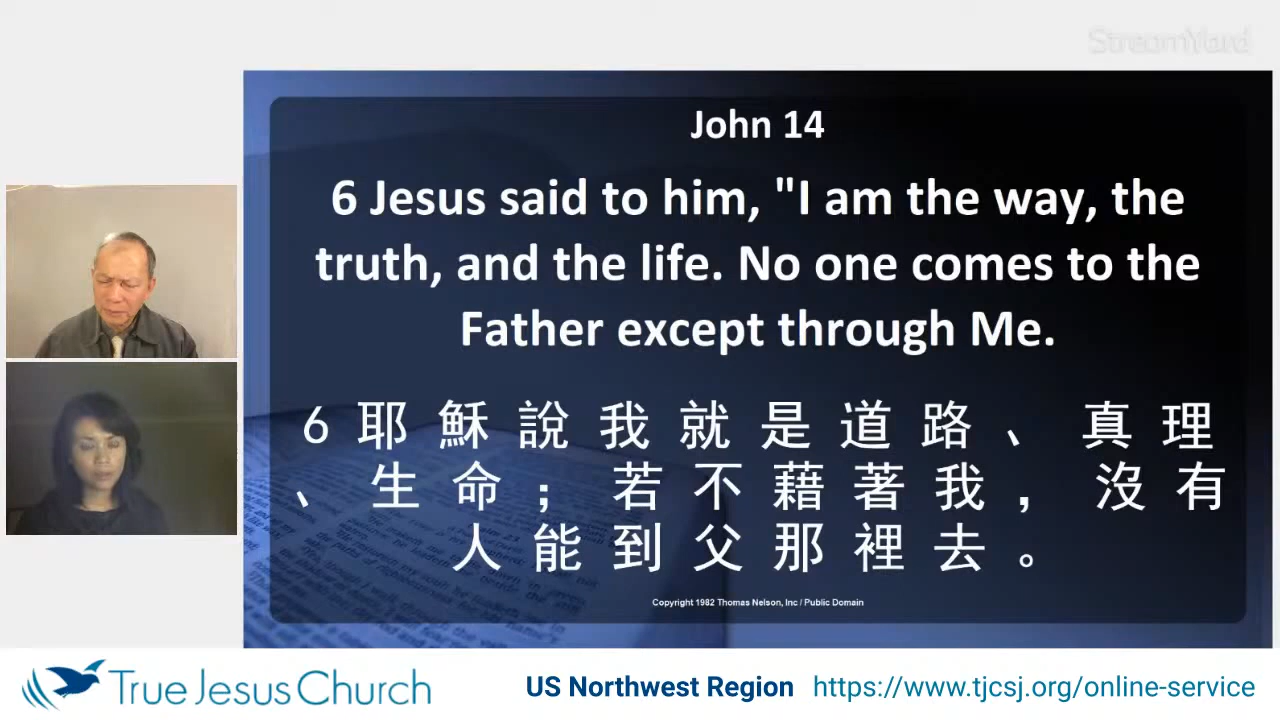 StreamYard
John 14
6 Jesus said to him, "I am the way, the
truth, and the life. No one comes to the
Father except through Me.
6 耶 穌 說 我 就 是 道 路 、 真 理
、 生 命 ; 若 不 藉 著 我 , 沒 有
人 能 到 父 那 裡 去 。
Copyright 1982 Thomas Nelson, Inc / Public Domain
True Jesus Church
US Northwest Region https://www.tjcsj.org/online-service